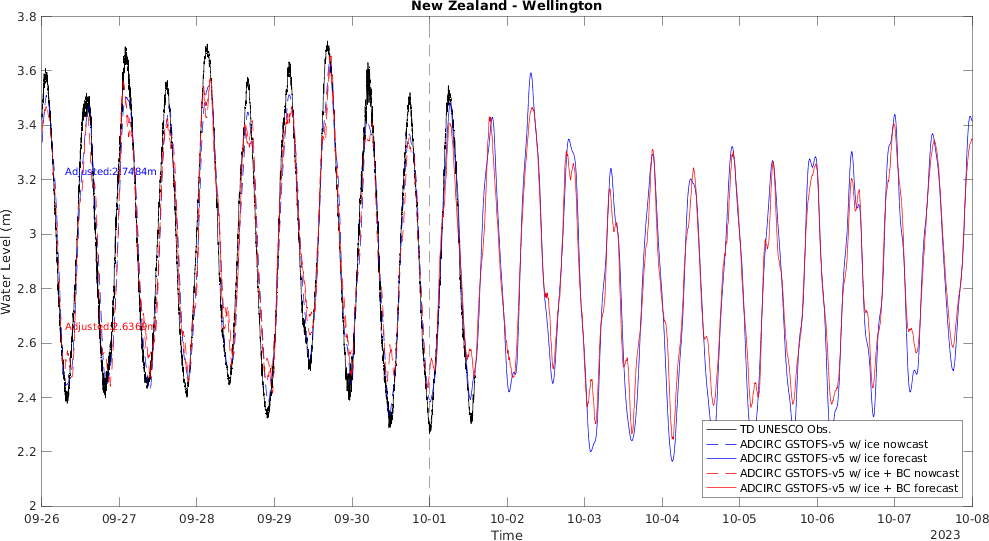 New Zealand - Wellington
3.8
3.6
3.4
3.2
3
2.8
2.6
2.4
2.2
2
Water Level (m)
Adjusted:2.7484m
Adjusted:2.6369m
TD UNESCO Obs.
ADCIRC GSTOFS-v5 w/ ice nowcast
ADCIRC GSTOFS-v5 w/ ice forecast
ADCIRC GSTOFS-v5 w/ ice + BC nowcast
ADCIRC GSTOFS-v5 w/ ice + BC forecast
09-26 09-27 09-28 09-29 09-30 10-01 10-02 10-03 10-04 10-05 10-06 10-07 10-08
Time
2023